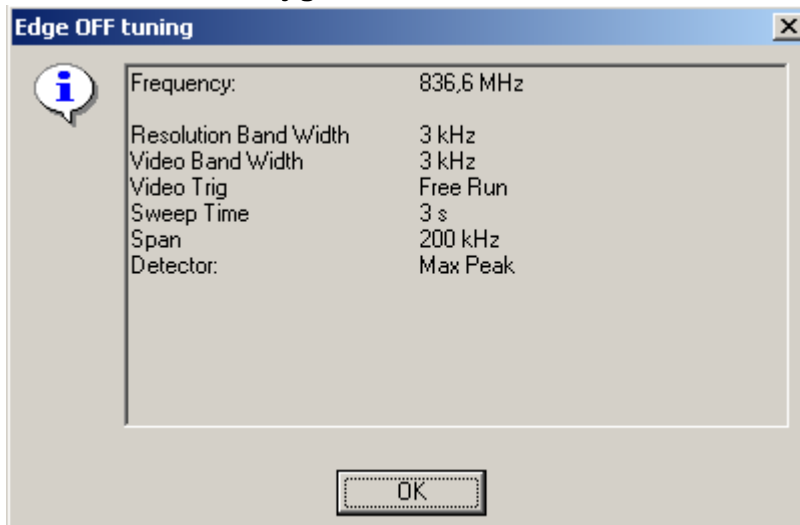 Edge OFF tuning
Frequency: 836,6 MHz
Resolution Band Width 3 kHz
Video Band Width 3 kHz
Video Trig Free Run
Sweep Time 3 s
Span 200 kHz
Detector: Max Peak
OK